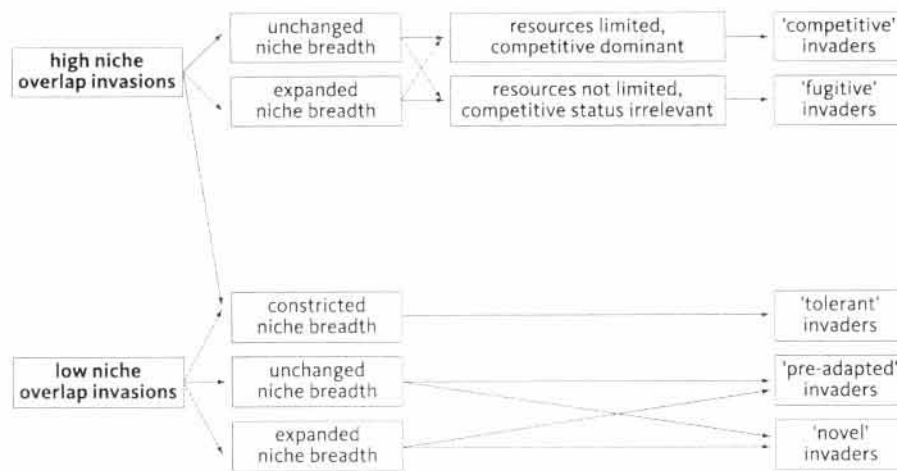 unchanged
niche breadth
resources limited,
competitive dominant
'competitive'
invaders
high niche
overlap invasions
expanded
niche breadth
resources not limited,
competitive status irrelevant
'fugitive'
invaders
constricted
niche breadth
'tolerant'
invaders
low niche
overlap invasions
unchanged
niche breadth
'pre-adapted'
invaders
expanded
niche breadth
'novel'
invaders